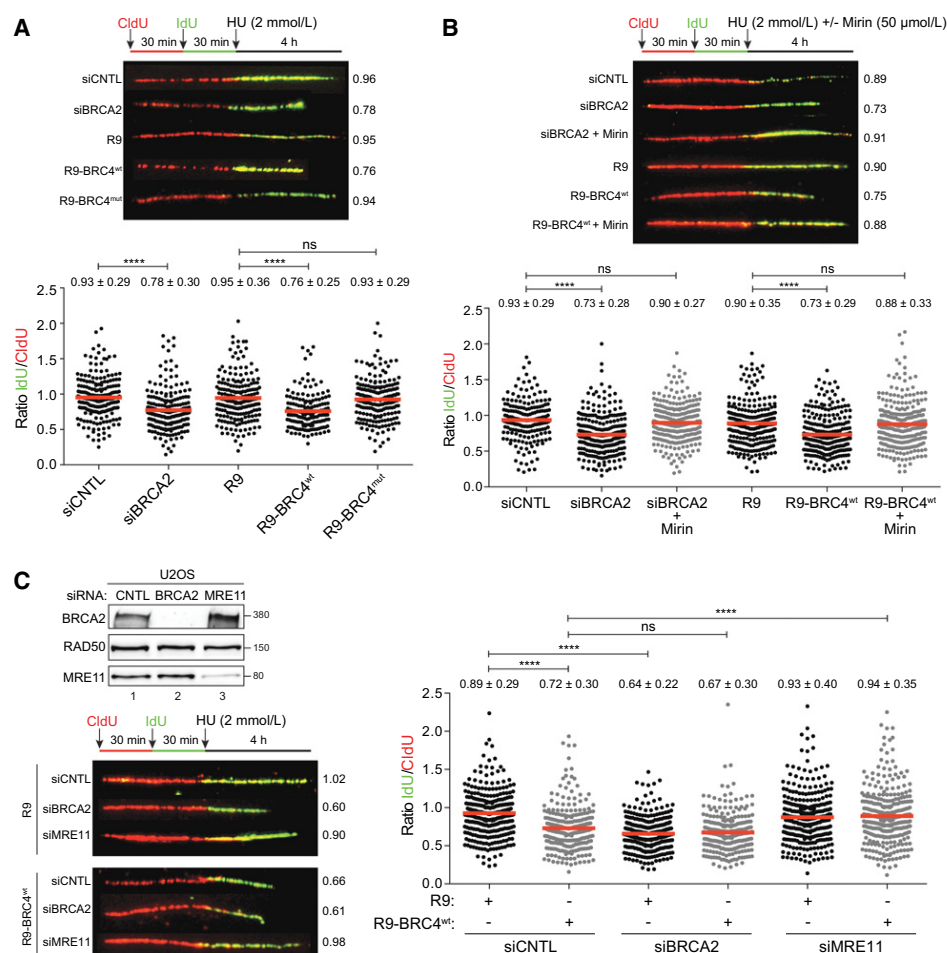 A
CldU IdU HU (2 mmol/L)
30 min 30 min 4 h
siCNTL 0.96
siBRCA2 0.78
R9 0.95
R9-BRC4wt 0.76
R9-BRC4mut 0.94
ns
**** ****
0.93 ± 0.29 0.78 ± 0.30 0.95 ± 0.36 0.76 ± 0.25 0.93 ± 0.29
Ratio IdU/CldU
2.5
2.0
1.5
1.0
0.5
0.0
siCNTL siBRCA2 R9 R9-BRC4wt R9-BRC4mut
B
CldU IdU HU (2 mmol/L) +/- Mirin (50 µmol/L)
30 min 30 min 4 h
siCNTL 0.89
siBRCA2 0.73
siBRCA2 + Mirin 0.91
R9 0.90
R9-BRC4wt 0.75
R9-BRC4wt + Mirin 0.88
ns ns
**** ****
0.93 ± 0.29 0.73 ± 0.28 0.90 ± 0.27 0.90 ± 0.35 0.73 ± 0.29 0.88 ± 0.33
Ratio IdU/CldU
2.5
2.0
1.5
1.0
0.5
0.0
siCNTL siBRCA2 siBRCA2 + Mirin R9 R9-BRC4wt R9-BRC4wt + Mirin
C
U2OS
siRNA: CNTL BRCA2 MRE11
BRCA2 380
RAD50 150
MRE11 80
1 2 3
CldU IdU HU (2 mmol/L)
30 min 30 min 4 h
R9
siCNTL 1.02
siBRCA2 0.60
siMRE11 0.90
R9-BRC4wt
siCNTL 0.66
siBRCA2 0.61
siMRE11 0.98
****
ns
****
****
0.89 ± 0.29 0.72 ± 0.30 0.64 ± 0.22 0.67 ± 0.30 0.93 ± 0.40 0.94 ± 0.35
Ratio IdU/CldU
2.5
2.0
1.5
1.0
0.5
0.0
R9: + - + - + -
R9-BRC4wt: - + - + - +
siCNTL siBRCA2 siMRE11